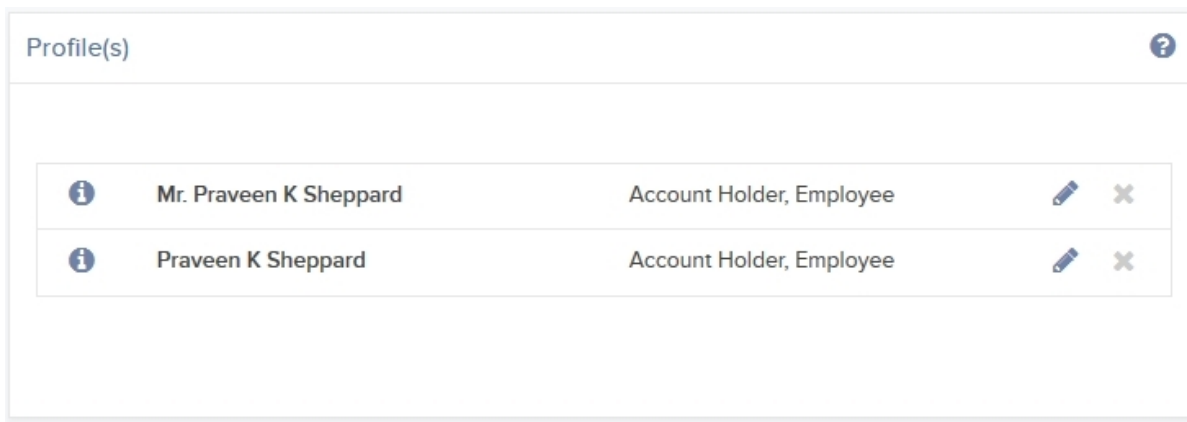 Profile(s)
Mr. Praveen K Sheppard Account Holder, Employee
Praveen K Sheppard Account Holder, Employee